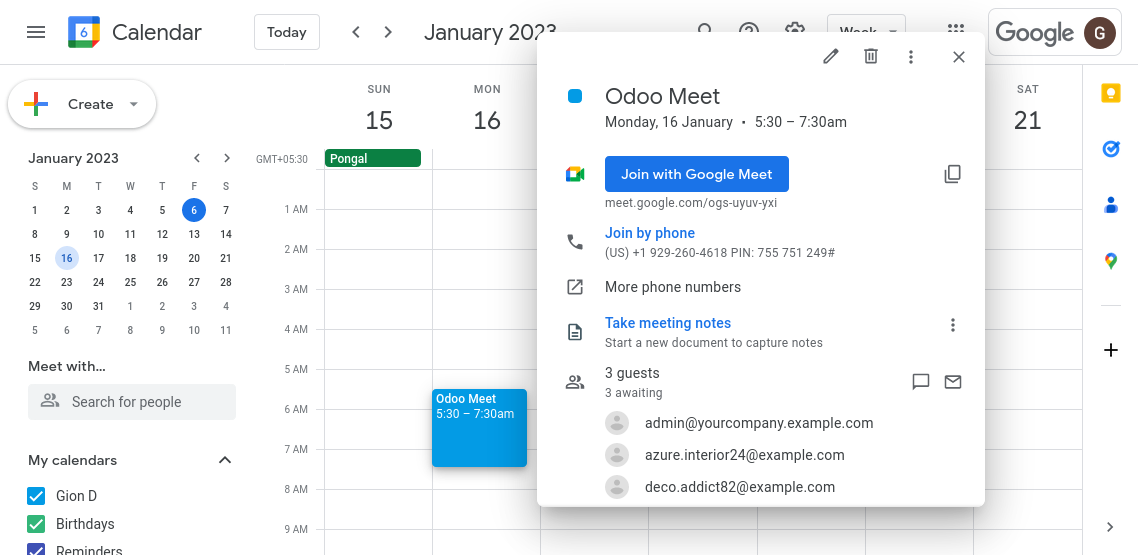 6
Calendar
Today
January 2023
Week
Google
G
Create
January 2023
S M T W T F S
1 2 3 4 5 6 7
8 9 10 11 12 13 14
15 16 17 18 19 20 21
22 23 24 25 26 27 28
29 30 31 1 2 3 4
5 6 7 8 9 10 11
Meet with...
Search for people
My calendars
Gion D
Birthdays
Reminders
SUN
15
MON
16
SAT
21
GMT+05:30
Pongal
1 AM
2 AM
3 AM
4 AM
5 AM
6 AM
7 AM
8 AM
9 AM
Odoo Meet
5:30 – 7:30am
Odoo Meet
Monday, 16 January • 5:30 – 7:30am
Join with Google Meet
meet.google.com/ogs-uyuv-yxi
Join by phone
(US) +1 929-260-4618 PIN: 755 751 249#
More phone numbers
Take meeting notes
Start a new document to capture notes
3 guests
3 awaiting
admin@yourcompany.example.com
azure.interior24@example.com
deco.addict82@example.com